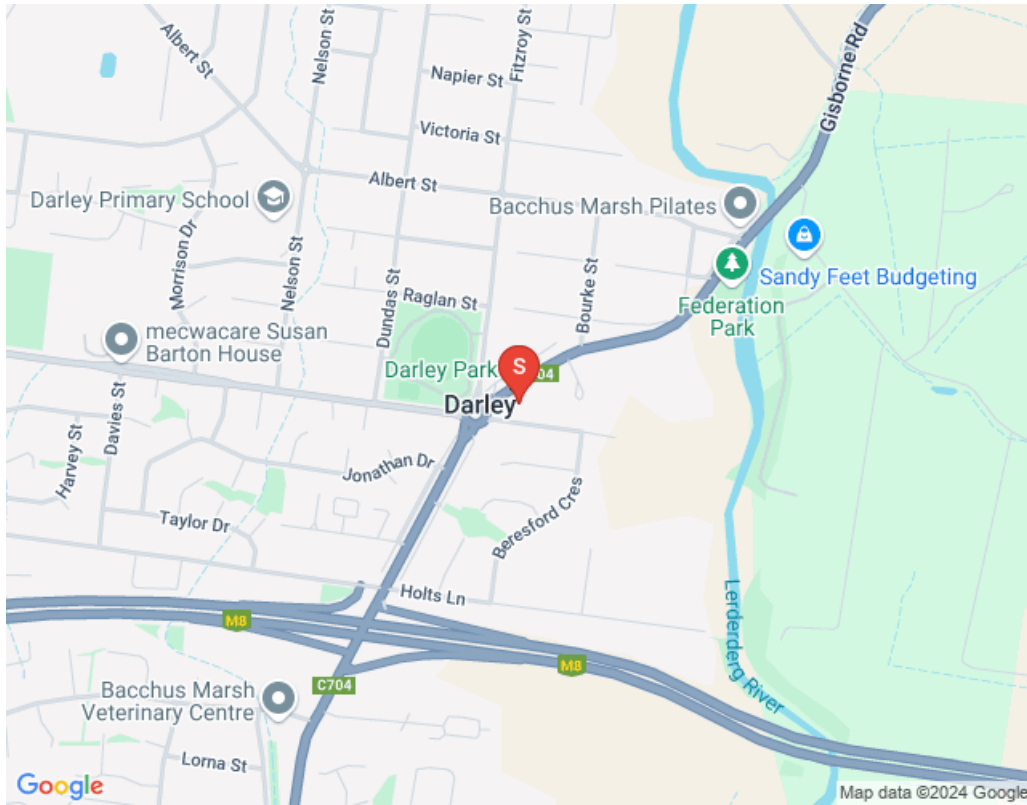 Albert St
Nelson St
Fitzroy St
Gisborne Rd
Napier St
Victoria St
Albert St
Darley Primary School
Bacchus Marsh Pilates
Morrison Dr
Nelson St
Dundas St
Bourke St
Sandy Feet Budgeting
Raglan St
Federation
Park
mecwacare Susan
Barton House
Darley Park
S
04
Darley
Davies St
Harvey St
Jonathan Dr
Beresford Cres
Taylor Dr
Holts Ln
Lerderderg River
M8
M8
C704
Bacchus Marsh
Veterinary Centre
Lorna St
Google
Map data ©2024 Google